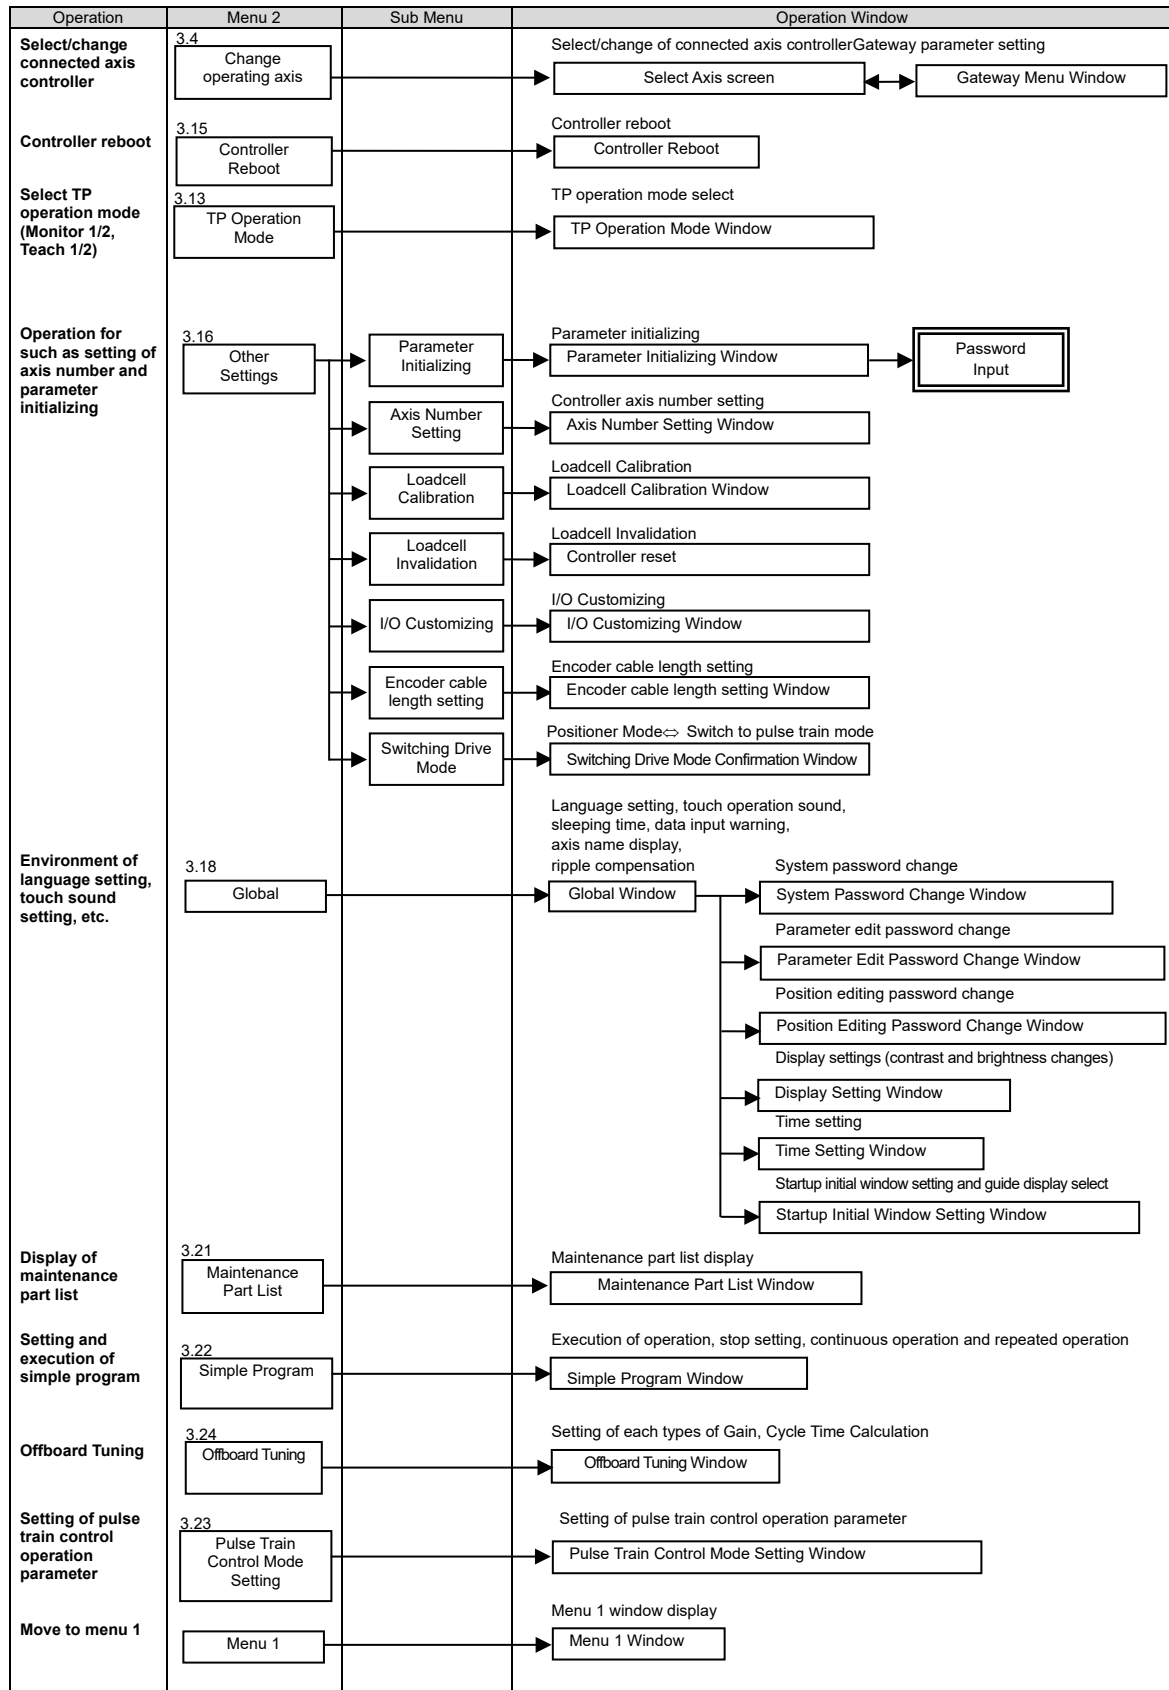 Operation
Menu 2
Sub Menu
Operation Window
Select/change
connected axis
controller
3.4
Change
operating axis
Select/change of connected axis controllerGateway parameter setting
Select Axis screen
Gateway Menu Window
Controller reboot
3.15
Controller
Reboot
Controller reboot
Controller Reboot
Select TP
operation mode
(Monitor 1/2,
Teach 1/2)
3.13
TP Operation
Mode
TP operation mode select
TP Operation Mode Window
Operation for
such as setting of
axis number and
parameter
initializing
3.16
Other
Settings
Parameter
Initializing
Parameter initializing
Parameter Initializing Window
Password
Input
Axis Number
Setting
Controller axis number setting
Axis Number Setting Window
Loadcell
Calibration
Loadcell Calibration
Loadcell Calibration Window
Loadcell
Invalidation
Loadcell Invalidation
Controller reset
I/O Customizing
I/O Customizing
I/O Customizing Window
Encoder cable
length setting
Encoder cable length setting
Encoder cable length setting Window
Switching Drive
Mode
Positioner Mode⇔ Switch to pulse train mode
Switching Drive Mode Confirmation Window
Environment of
language setting,
touch sound
setting, etc.
3.18
Global
Language setting, touch operation sound,
sleeping time, data input warning,
axis name display,
ripple compensation
Global Window
System password change
System Password Change Window
Parameter edit password change
Parameter Edit Password Change Window
Position editing password change
Position Editing Password Change Window
Display settings (contrast and brightness changes)
Display Setting Window
Time setting
Time Setting Window
Startup initial window setting and guide display select
Startup Initial Window Setting Window
Display of
maintenance
part list
3.21
Maintenance
Part List
Maintenance part list display
Maintenance Part List Window
Setting and
execution of
simple program
3.22
Simple Program
Execution of operation, stop setting, continuous operation and repeated operation
Simple Program Window
Offboard Tuning
3.24
Offboard Tuning
Setting of each types of Gain, Cycle Time Calculation
Offboard Tuning Window
Setting of pulse
train control
operation
parameter
3.23
Pulse Train
Control Mode
Setting
Setting of pulse train control operation parameter
Pulse Train Control Mode Setting Window
Move to menu 1
Menu 1
Menu 1 window display
Menu 1 Window